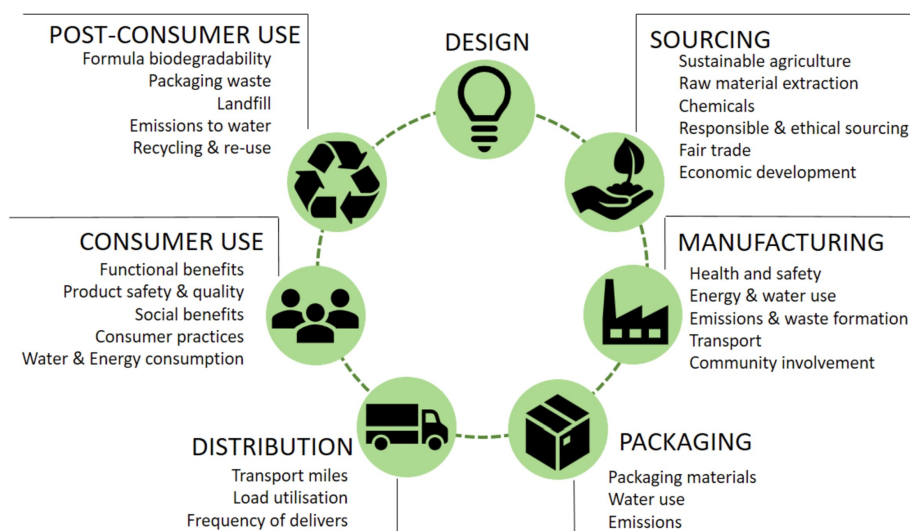 DESIGN
SOURCING
Sustainable agriculture
Raw material extraction
Chemicals
Responsible & ethical sourcing
Fair trade
Economic development
MANUFACTURING
Health and safety
Energy & water use
Emissions & waste formation
Transport
Community involvement
PACKAGING
Packaging materials
Water use
Emissions
DISTRIBUTION
Transport miles
Load utilisation
Frequency of delivers
CONSUMER USE
Functional benefits
Product safety & quality
Social benefits
Consumer practices
Water & Energy consumption
POST-CONSUMER USE
Formula biodegradability
Packaging waste
Landfill
Emissions to water
Recycling & re-use